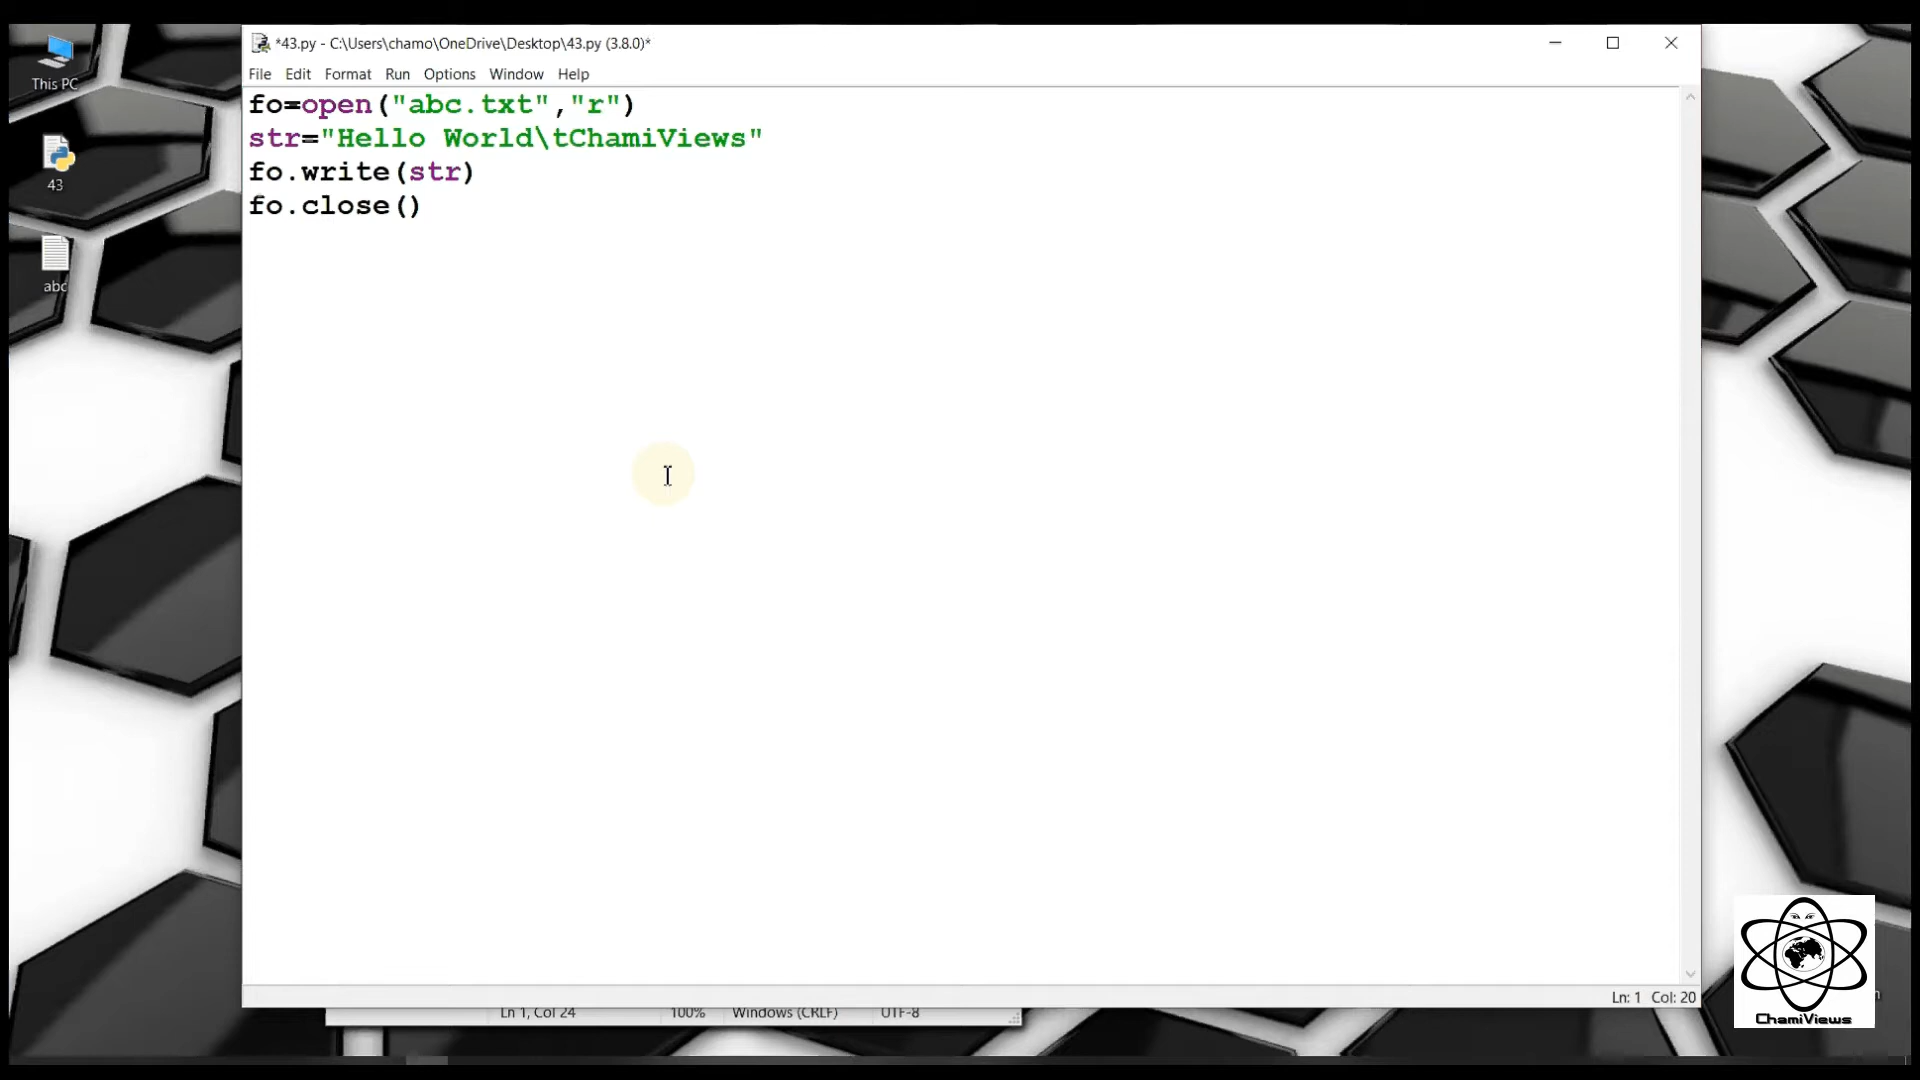 This PC
43
abc
*43.py - C:\Users\chamo\OneDrive\Desktop\43.py (3.8.0)*
File Edit Format Run Options Window Help
fo=open("abc.txt","r")
str="Hello World\tChamiViews"
fo.write(str)
fo.close()
Ln: 1 Col: 20
Ln 1, Col 24 100% Windows (CRLF) UTF-8
ChamiViews